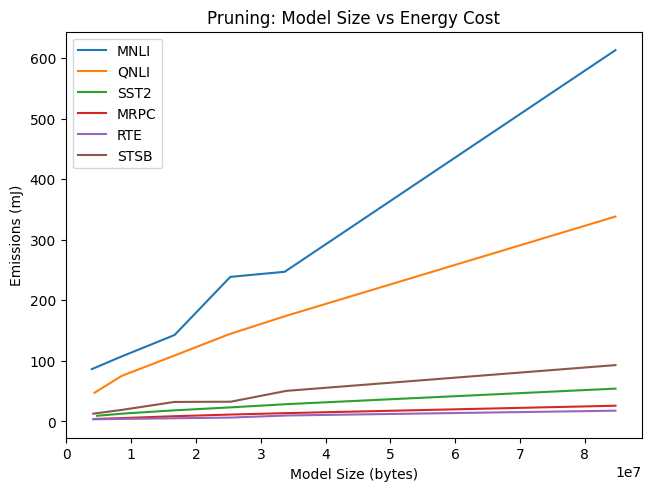 Pruning: Model Size vs Energy Cost
MNLI
QNLI
SST2
MRPC
RTE
STSB
Emissions (mJ)
600
500
400
300
200
100
0
0 1 2 3 4 5 6 7 8
1e7
Model Size (bytes)